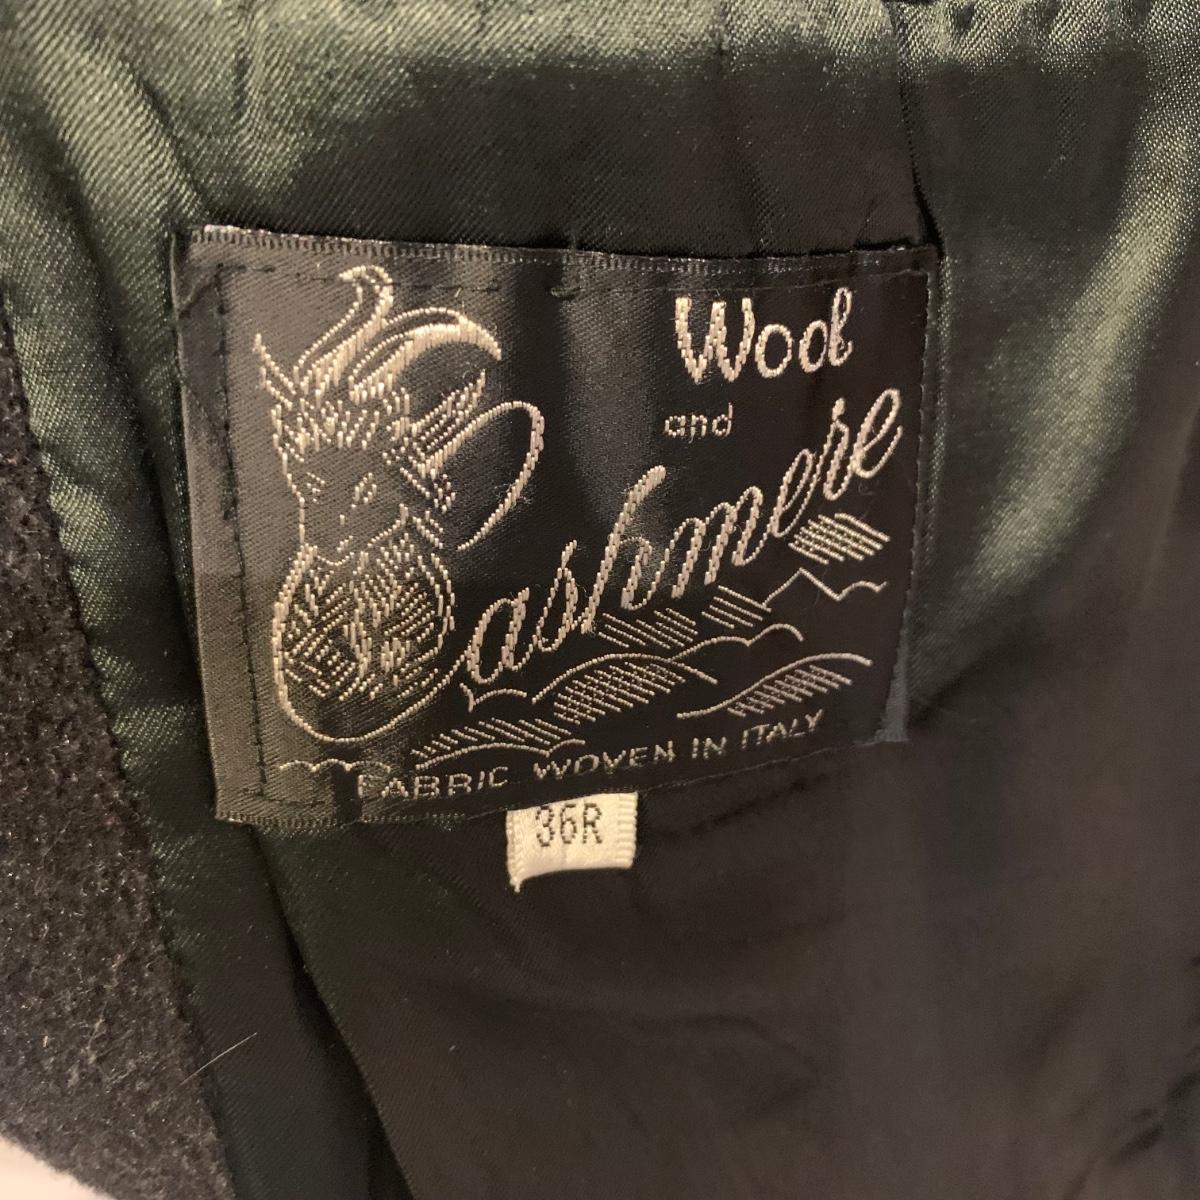 Wool
and
Cashmere
FABRIC WOVEN IN ITALY
36R